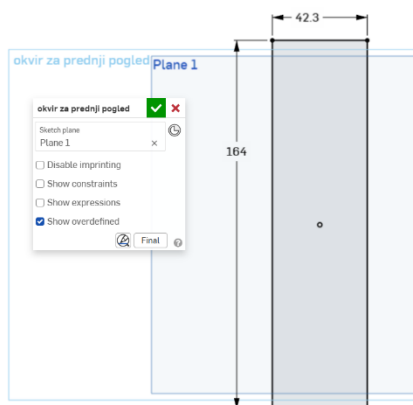 42.3
okvir za prednji pogled
Plane 1
okvir za prednji pogled
Sketch plane
Plane 1
164
Disable imprinting
Show constraints
Show expressions
Show overdefined
Final